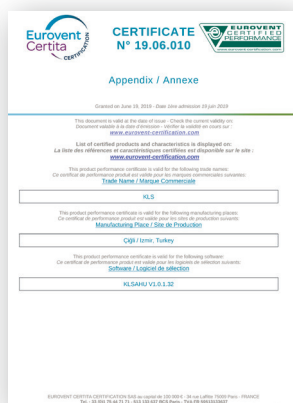 Eurovent
Certita
CERTIFICATION
CERTIFICATE
N° 19.06.010
EUROVENT
CERTIFIED
PERFORMANCE
www.eurovent-certification.com
Appendix / Annexe
Granted on June 19, 2019 - Date 1ère admission 19 juin 2019
This document is valid at the date of issue - Check the current validity on:
Document valable à la date d'émission - Vérifier la validité en cours sur :
www.eurovent-certification.com
List of certified products and characteristics is displayed on:
La liste des références et caractéristiques certifiées est disponible sur le site :
www.eurovent-certification.com
This product performance certificate is valid for the following trade names:
Ce certificat de performance produit est valide pour les marques commerciales suivantes:
Trade Name / Marque Commerciale
KLS
This product performance certificate is valid for the following manufacturing places:
Ce certificat de performance produit est valide pour les sites de production suivants:
Manufacturing Place / Site de Production
Çiğli / Izmir, Turkey
This product performance certificate is valid for the following software:
Ce certificat de performance produit est valide pour les logiciels de sélection suivants:
Software / Logiciel de sélection
KLSAHU V1.0.1.32
EUROVENT CERTITA CERTIFICATION SAS au capital de 100 000 € - 34 rue Laffitte 75009 Paris - FRANCE